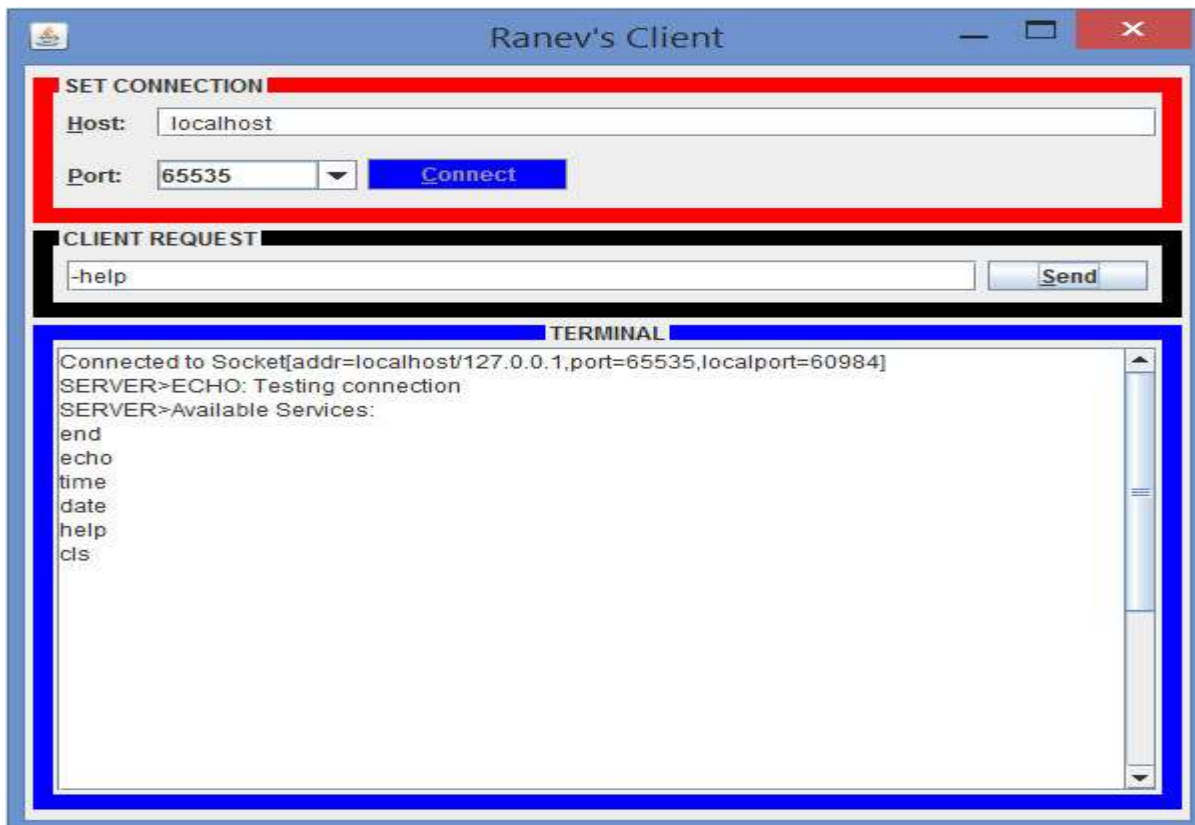 Ranev's Client
SET CONNECTION
Host: localhost
Port: 65535 Connect
CLIENT REQUEST
-help Send
TERMINAL
Connected to Socket[addr=localhost/127.0.0.1,port=65535,localport=60984]
SERVER>ECHO: Testing connection
SERVER>Available Services:
end
echo
time
date
help
cls